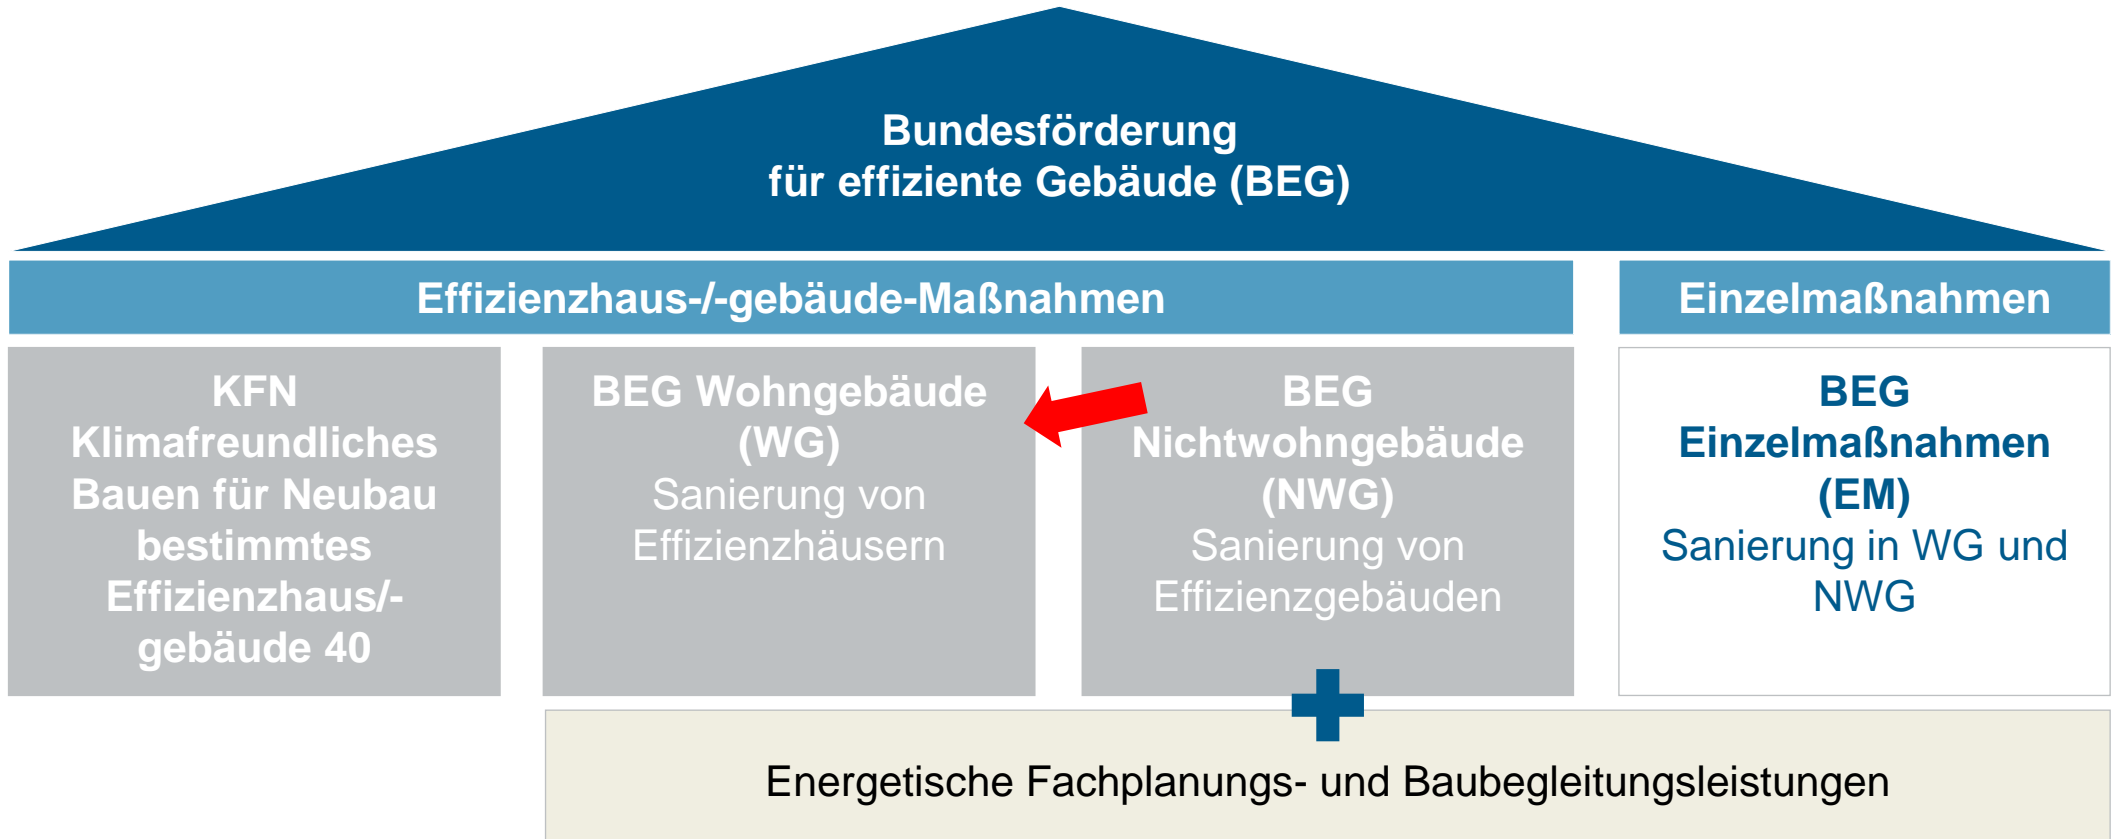 Bundesförderung
für effiziente Gebäude (BEG)
Effizienzhaus-/-gebäude-Maßnahmen
Einzelmaßnahmen
KFN
Klimafreundliches
Bauen für Neubau
bestimmtes
Effizienzhaus/-
gebäude 40
BEG Wohngebäude
(WG)
Sanierung von
Effizienzhäusern
BEG
Nichtwohngebäude
(NWG)
Sanierung von
Effizienzgebäuden
BEG
Einzelmaßnahmen
(EM)
Sanierung in WG und
NWG
Energetische Fachplanungs- und Baubegleitungsleistungen